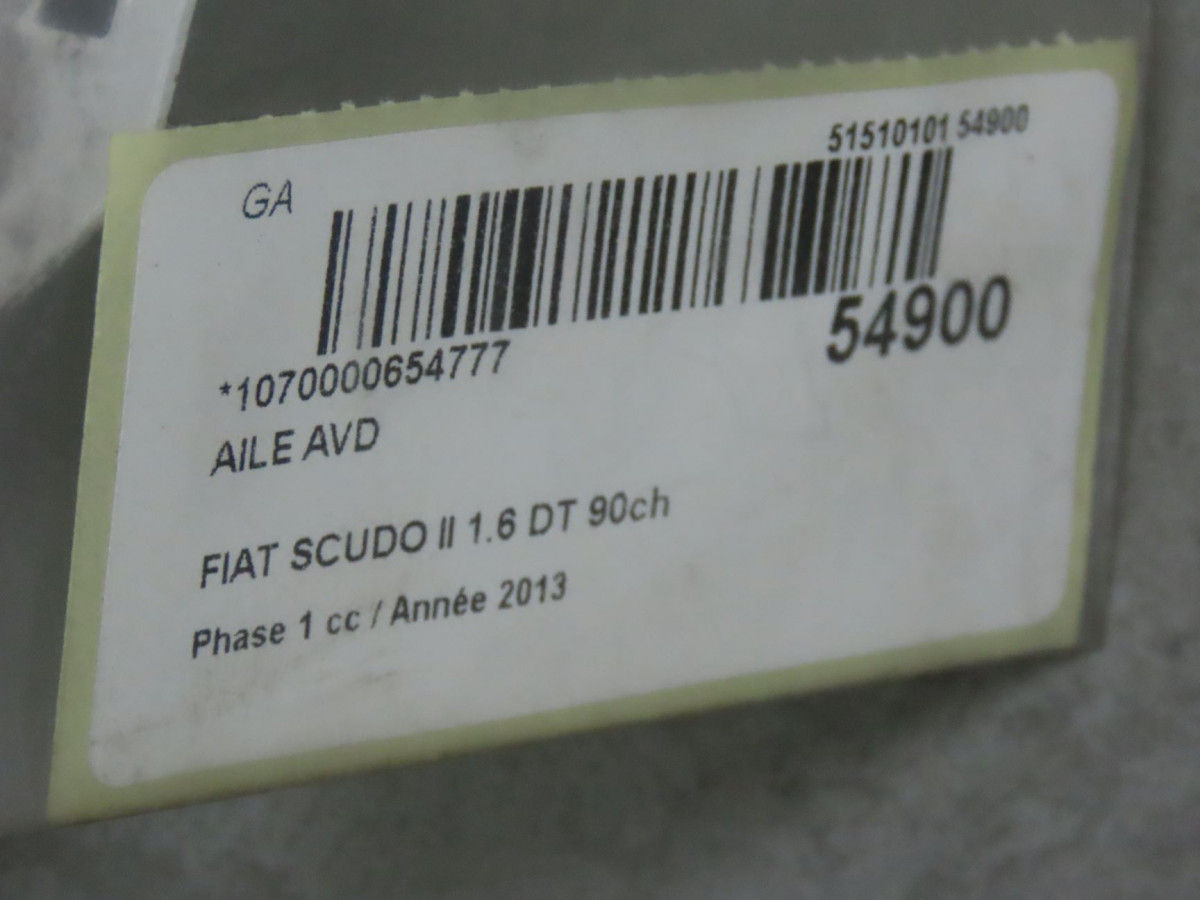 51510101 54900
GA
54900
*1070000654777
AILE AVD
FIAT SCUDO II 1.6 DT 90ch
Phase 1 cc / Année 2013